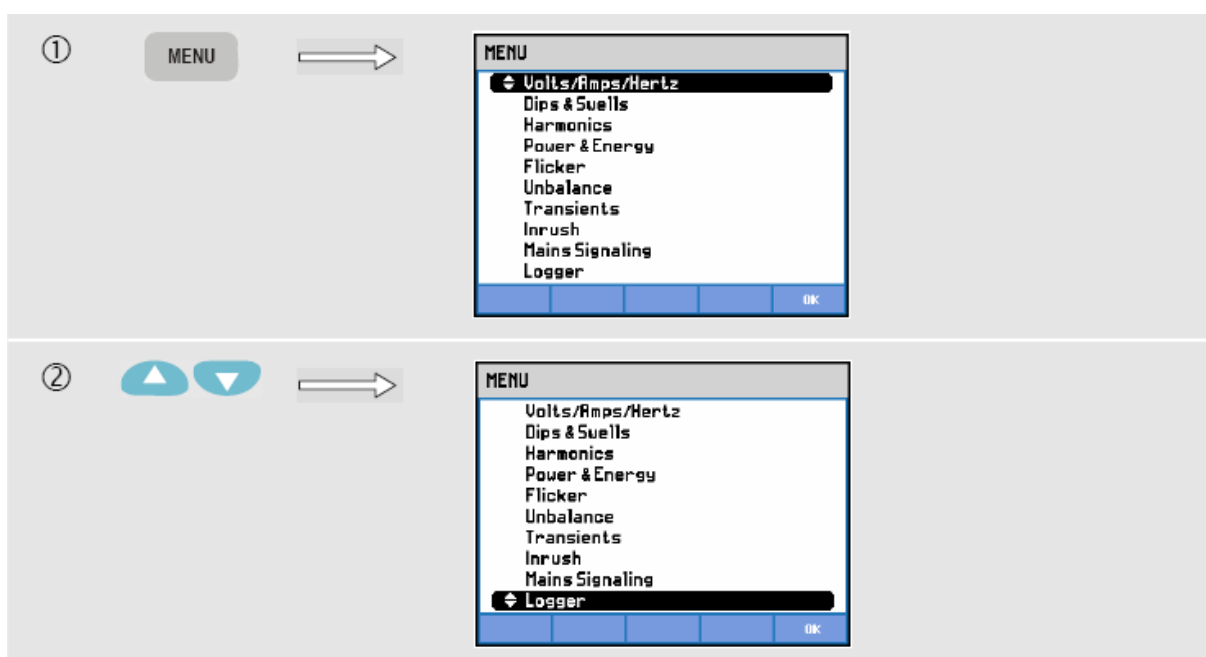 ①
MENU
MENU
Volts/Amps/Hertz
Dips & Swells
Harmonics
Power & Energy
Flicker
Unbalance
Transients
Inrush
Mains Signaling
Logger
OK
②
MENU
Volts/Amps/Hertz
Dips & Swells
Harmonics
Power & Energy
Flicker
Unbalance
Transients
Inrush
Mains Signaling
Logger
OK